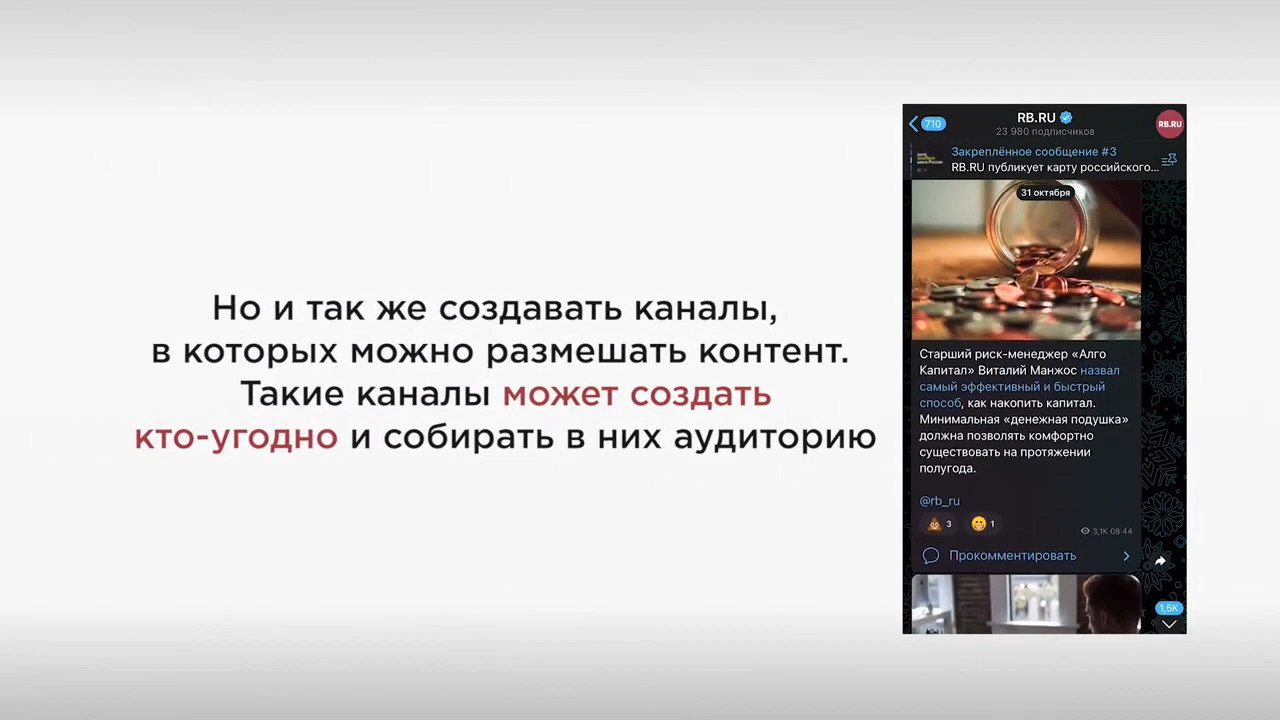 Но и так же создавать каналы,
в которых можно размешать контент.
Такие каналы может создать
кто-угодно и собирать в них аудиторию
710
RB.RU
23 980 подписчиков
RB.RU
Закреплённое сообщение #3
RB.RU публикует карту российского...
31 октября
Старший риск-менеджер «Алго
Капитал» Виталий Манжос назвал
самый эффективный и быстрый
способ, как накопить капитал.
Минимальная «денежная подушка»
должна позволять комфортно
существовать на протяжении
полугода.
@rb_ru
3 1
3,1K 08:44
Прокомментировать
1,5K